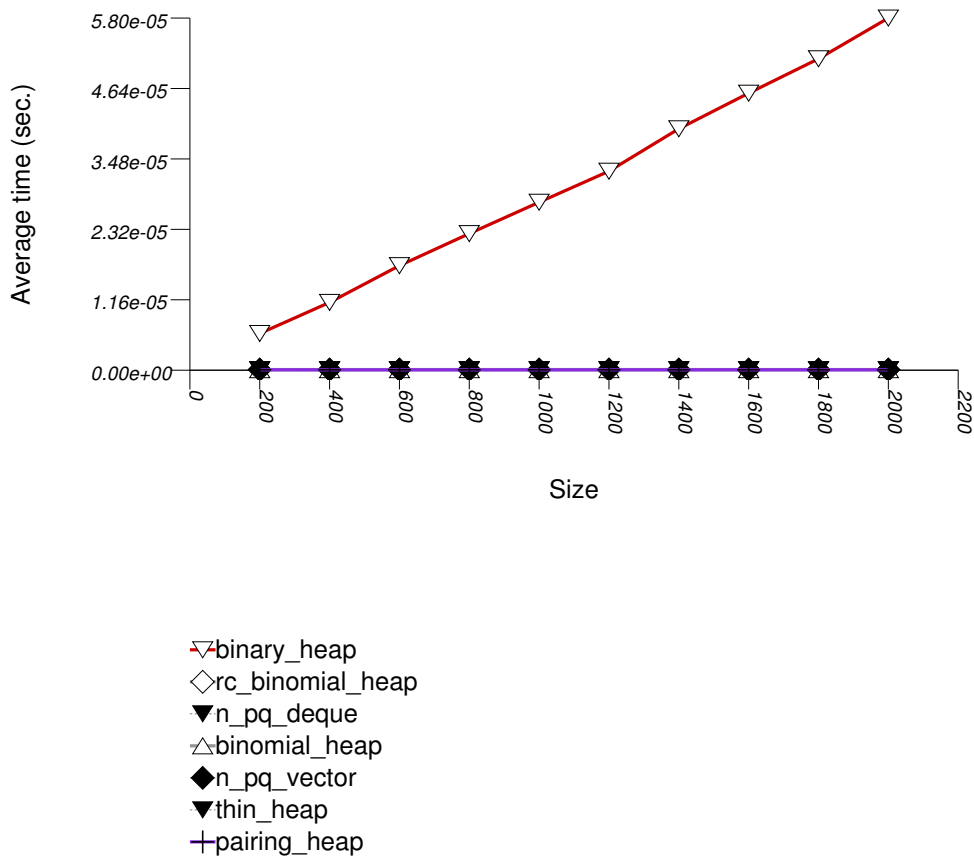 5.80e-05
4.64e-05
3.48e-05
2.32e-05
1.16e-05
0.00e+00
Average time (sec.)
0
200
400
600
800
1000
1200
1400
1600
1800
2000
2200
Size
binary_heap
rc_binomial_heap
n_pq_deque
binomial_heap
n_pq_vector
thin_heap
pairing_heap